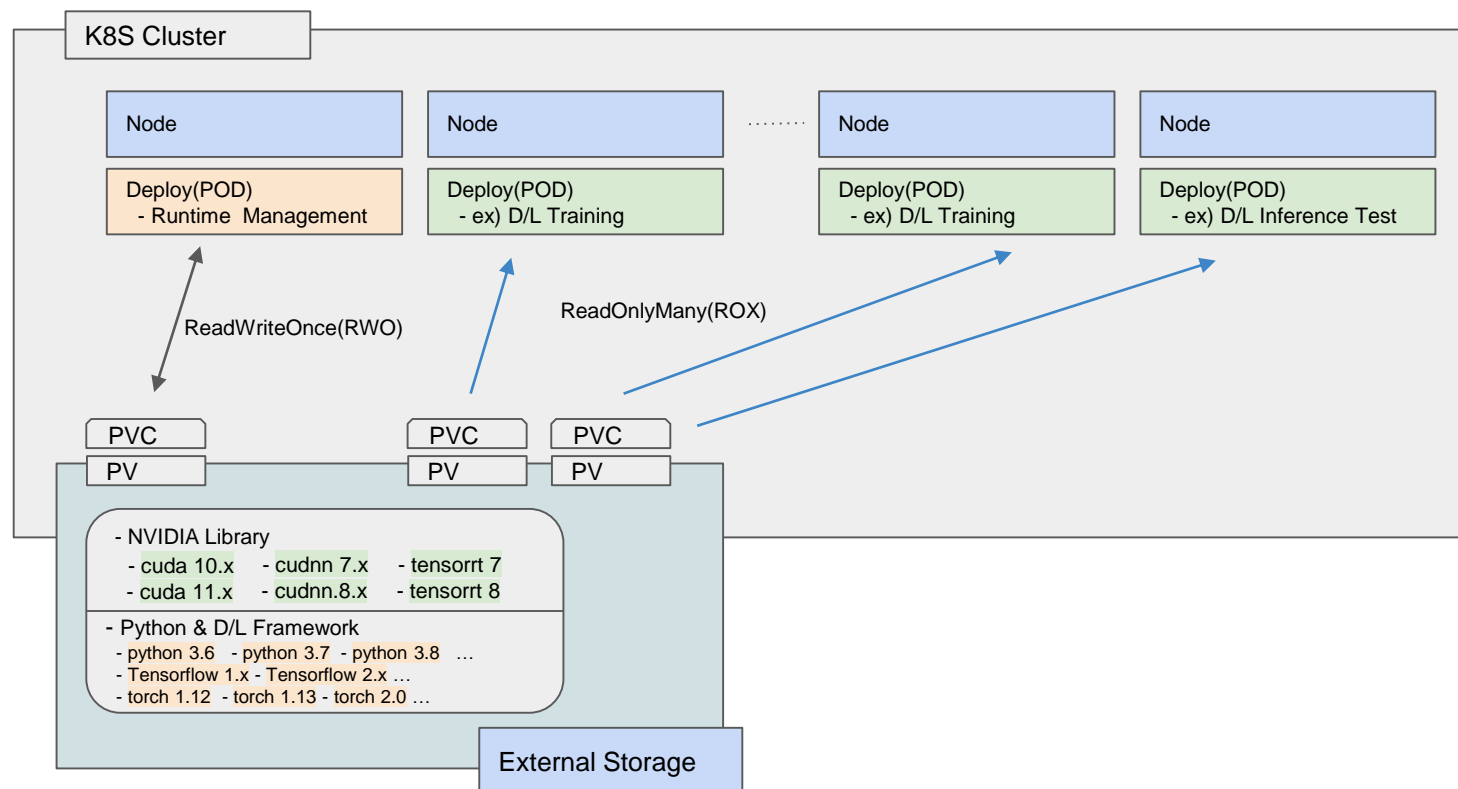 K8S Cluster
Node
Node
Node
Node
Deploy(POD)
- Runtime Management
Deploy(POD)
- ex) D/L Training
Deploy(POD)
- ex) D/L Training
Deploy(POD)
- ex) D/L Inference Test
ReadWriteOnce(RWO)
ReadOnlyMany(ROX)
PVC
PV
PVC
PV
PVC
PV
- NVIDIA Library
- cuda 10.x - cudnn 7.x - tensorrt 7
- cuda 11.x - cudnn.8.x - tensorrt 8
- Python & D/L Framework
- python 3.6 - python 3.7 - python 3.8 …
- Tensorflow 1.x - Tensorflow 2.x …
- torch 1.12 - torch 1.13 - torch 2.0 …
External Storage